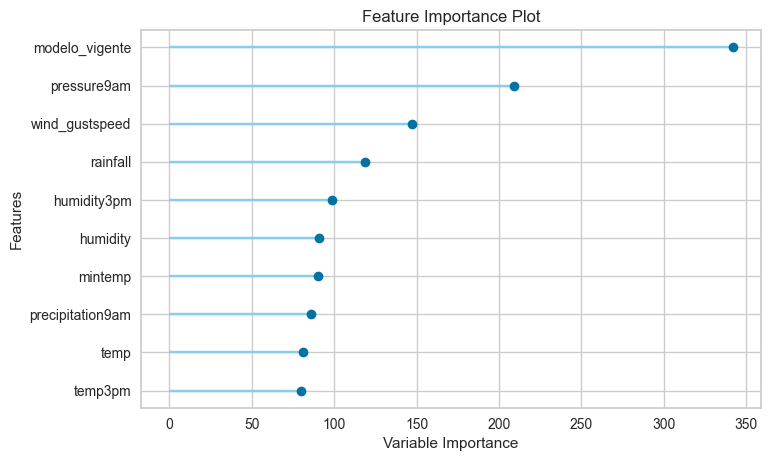 Feature Importance Plot
Features
modelo_vigente
pressure9am
wind_gustspeed
rainfall
humidity3pm
humidity
mintemp
precipitation9am
temp
temp3pm
0 50 100 150 200 250 300 350
Variable Importance